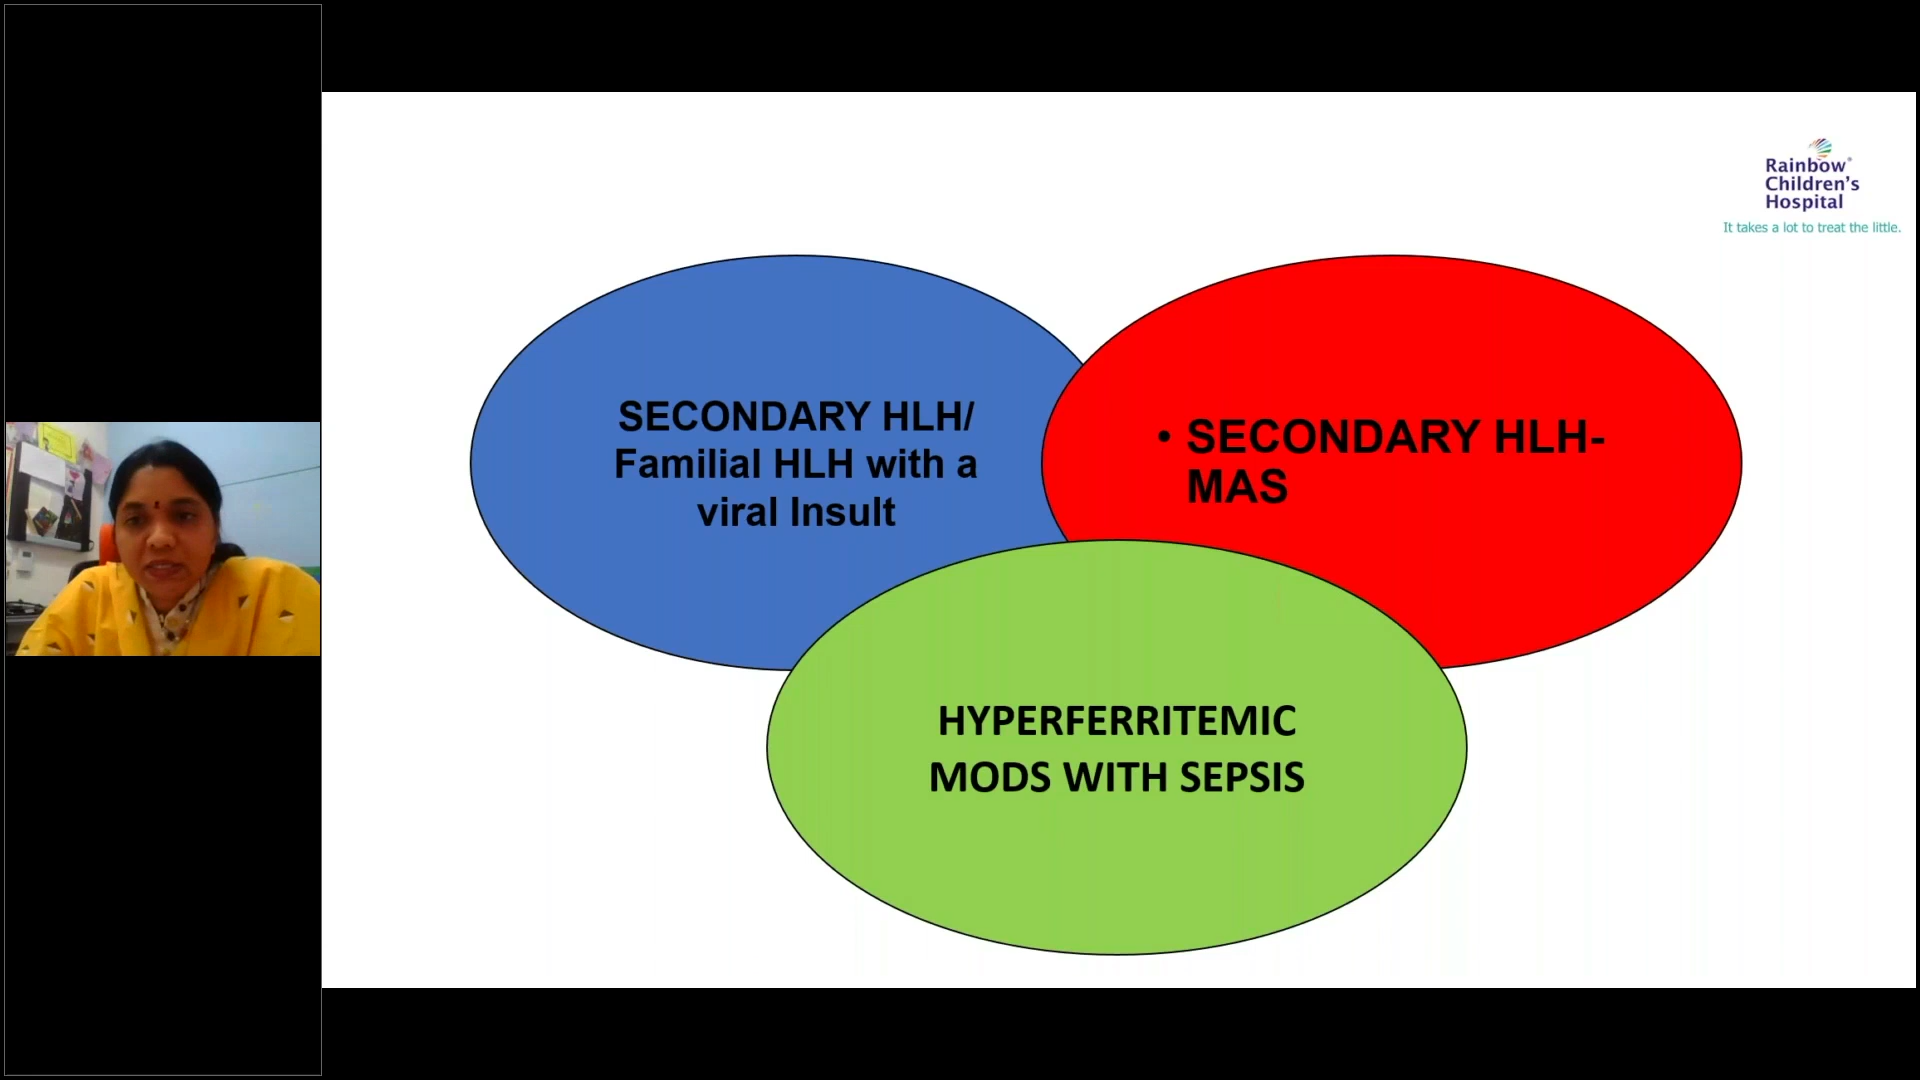 Rainbow®
Children's
Hospital
It takes a lot to treat the little.
SECONDARY HLH/
Familial HLH with a
viral Insult
• SECONDARY HLH-
MAS
HYPERFERRITEMIC
MODS WITH SEPSIS